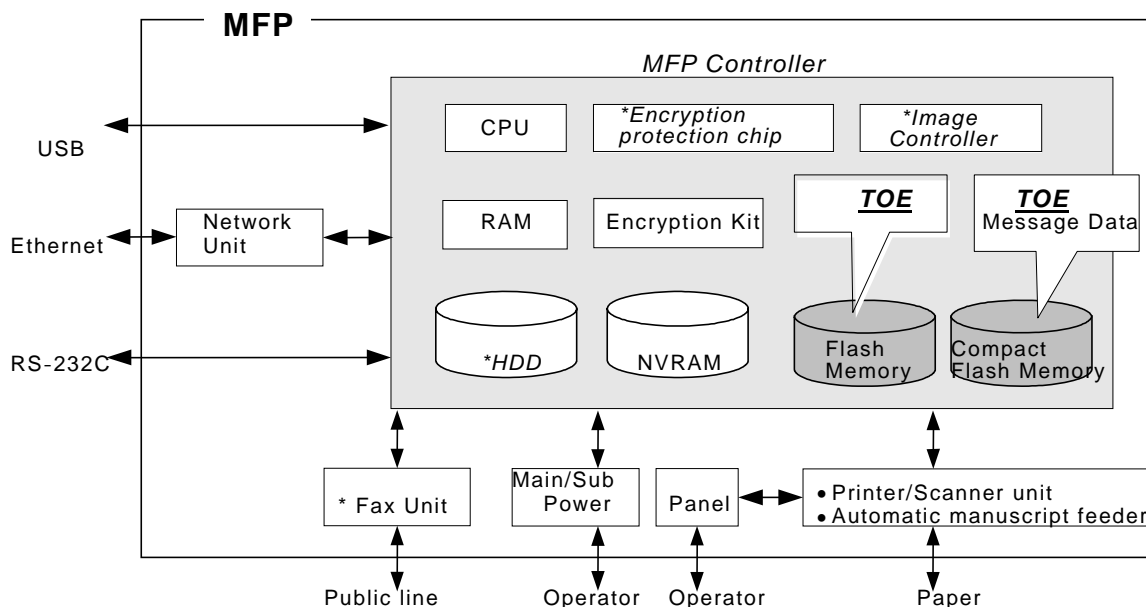 MFP
MFP Controller
CPU
*Encryption
protection chip
*Image
Controller
USB
TOE
TOE
Message Data
RAM
Encryption Kit
Network
Unit
Ethernet
*HDD
NVRAM
Flash
Memory
Compact
Flash Memory
RS-232C
* Fax Unit
Main/Sub
Power
Panel
• Printer/Scanner unit
• Automatic manuscript feeder
Public line
Operator
Operator
Paper